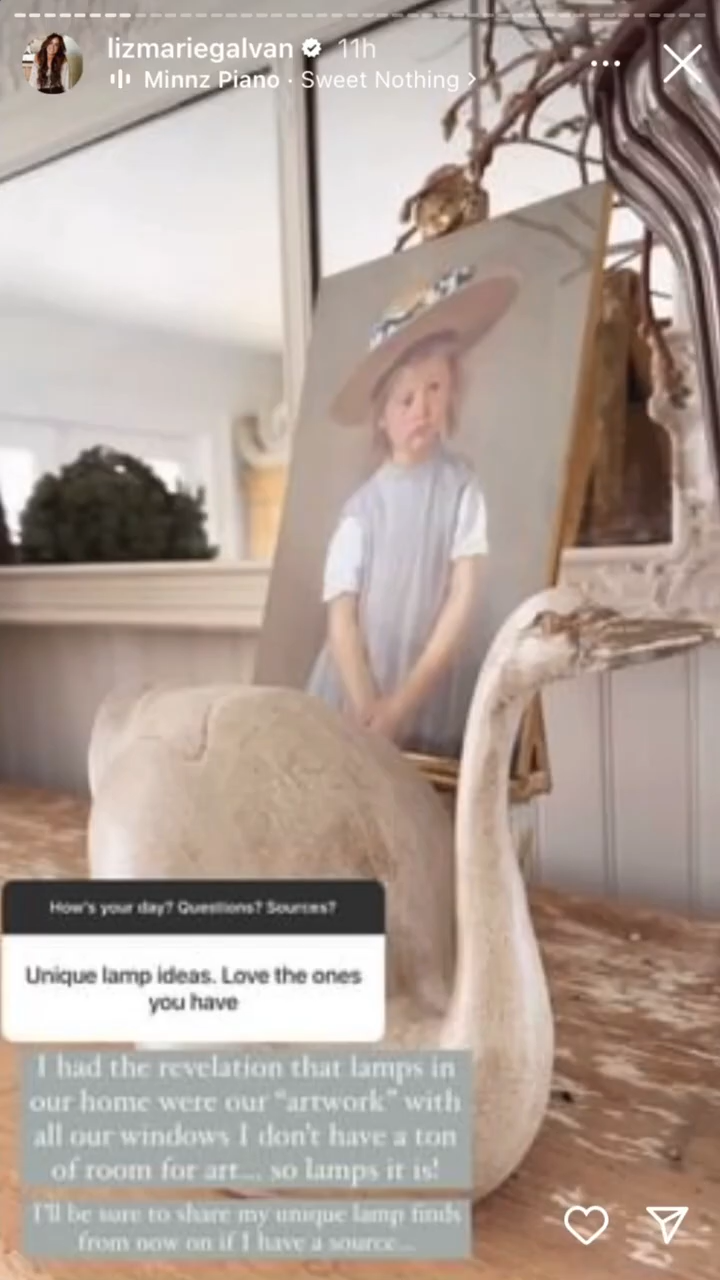 lizmariegalvan 11h
Minnz Piano · Sweet Nothing >
How's your day? Questions? Sources?
Unique lamp ideas. Love the ones
you have
I had the revelation that lamps in
our home were our "artwork" with
all our windows I don't have a ton
of room for art... so lamps it is!
I'll be sure to share my unique lamp finds
from now on if I have a source...